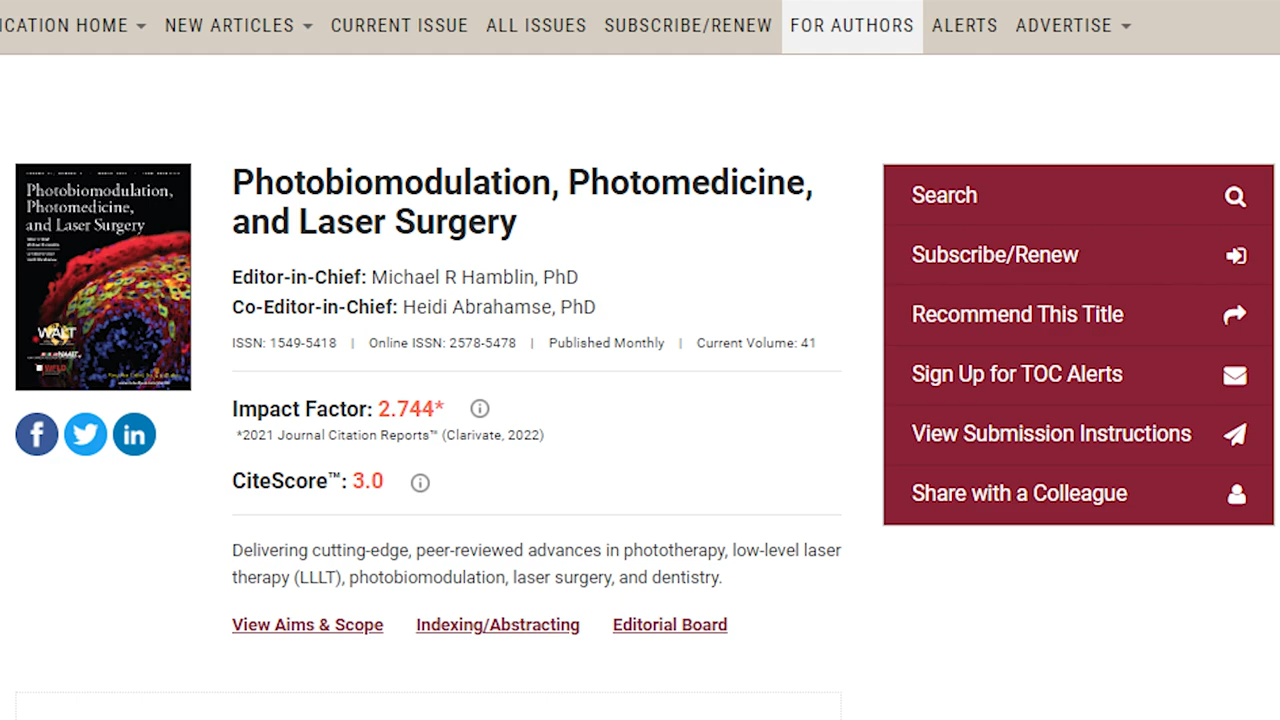 ICATION HOME NEW ARTICLES CURRENT ISSUE ALL ISSUES SUBSCRIBE/RENEW FOR AUTHORS ALERTS ADVERTISE
Photobiomodulation,
Photomedicine,
and Laser Surgery
WALT
WFLD
Photobiomodulation, Photomedicine,
and Laser Surgery
Editor-in-Chief: Michael R Hamblin, PhD
Co-Editor-in-Chief: Heidi Abrahamse, PhD
ISSN: 1549-5418 | Online ISSN: 2578-5478 | Published Monthly | Current Volume: 41
Impact Factor: 2.744*
*2021 Journal Citation Reports™ (Clarivate, 2022)
CiteScore™: 3.0
Delivering cutting-edge, peer-reviewed advances in phototherapy, low-level laser
therapy (LLLT), photobiomodulation, laser surgery, and dentistry.
View Aims & Scope Indexing/Abstracting Editorial Board
Search
Subscribe/Renew
Recommend This Title
Sign Up for TOC Alerts
View Submission Instructions
Share with a Colleague